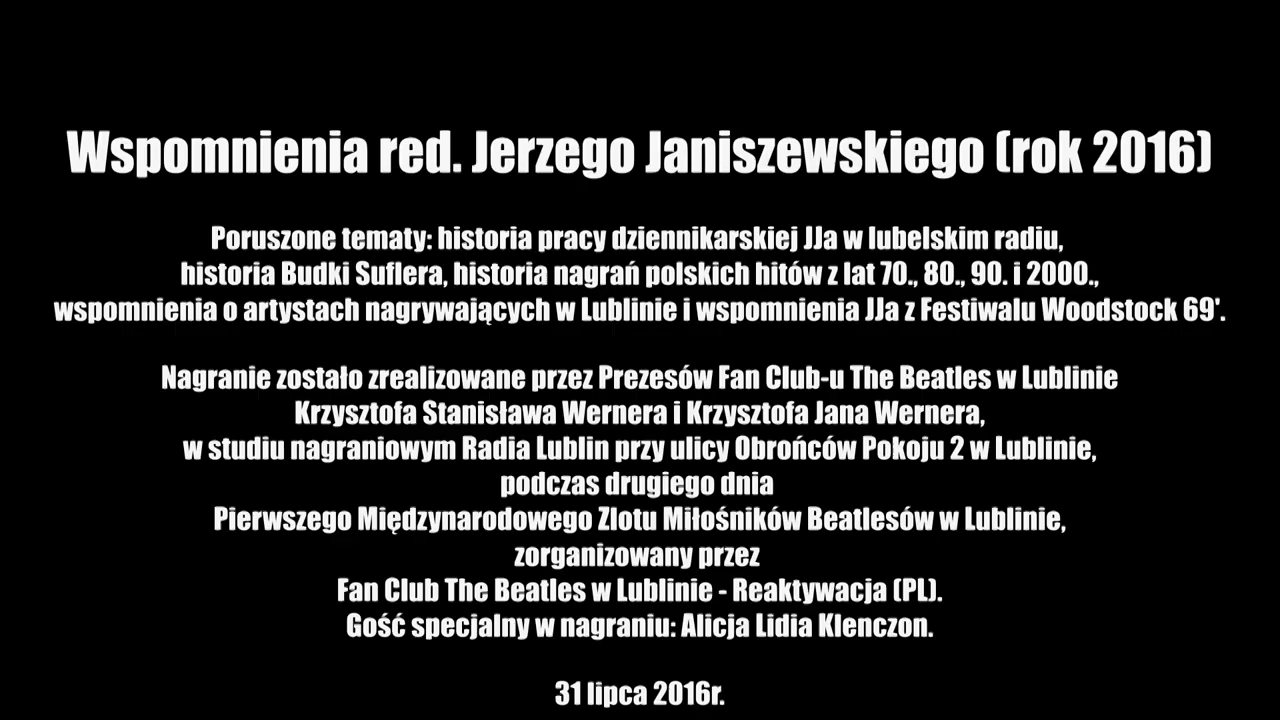 Wspomnienia red. Jerzego Janiszewskiego (rok 2016)
Poruszone tematy: historia pracy dziennikarskiej JJa w lubelskim radiu,
historia Budki Suflera, historia nagrań polskich hitów z lat 70., 80., 90. i 2000.,
wspomnienia o artystach nagrywających w Lublinie i wspomnienia JJa z Festiwalu Woodstock 69'.
Nagranie zostało zrealizowane przez Prezesów Fan Club-u The Beatles w Lublinie
Krzysztofa Stanisława Wernera i Krzysztofa Jana Wernera,
w studiu nagraniowym Radia Lublin przy ulicy Obrońców Pokoju 2 w Lublinie,
podczas drugiego dnia
Pierwszego Międzynarodowego Zlotu Miłośników Beatlesów w Lublinie,
zorganizowany przez
Fan Club The Beatles w Lublinie - Reaktywacja (PL).
Gość specjalny w nagraniu: Alicja Lidia Klenczon.
31 lipca 2016r.